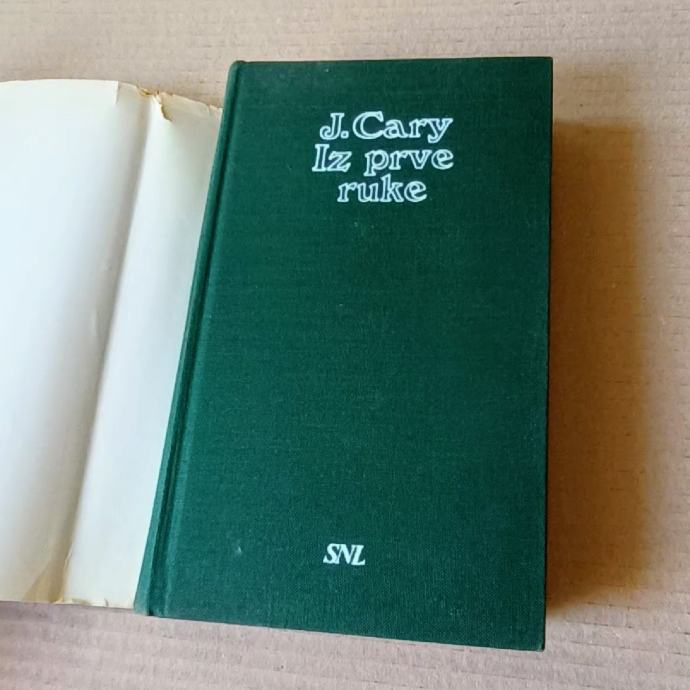 J. Cary
Iz prve
ruke
SNL